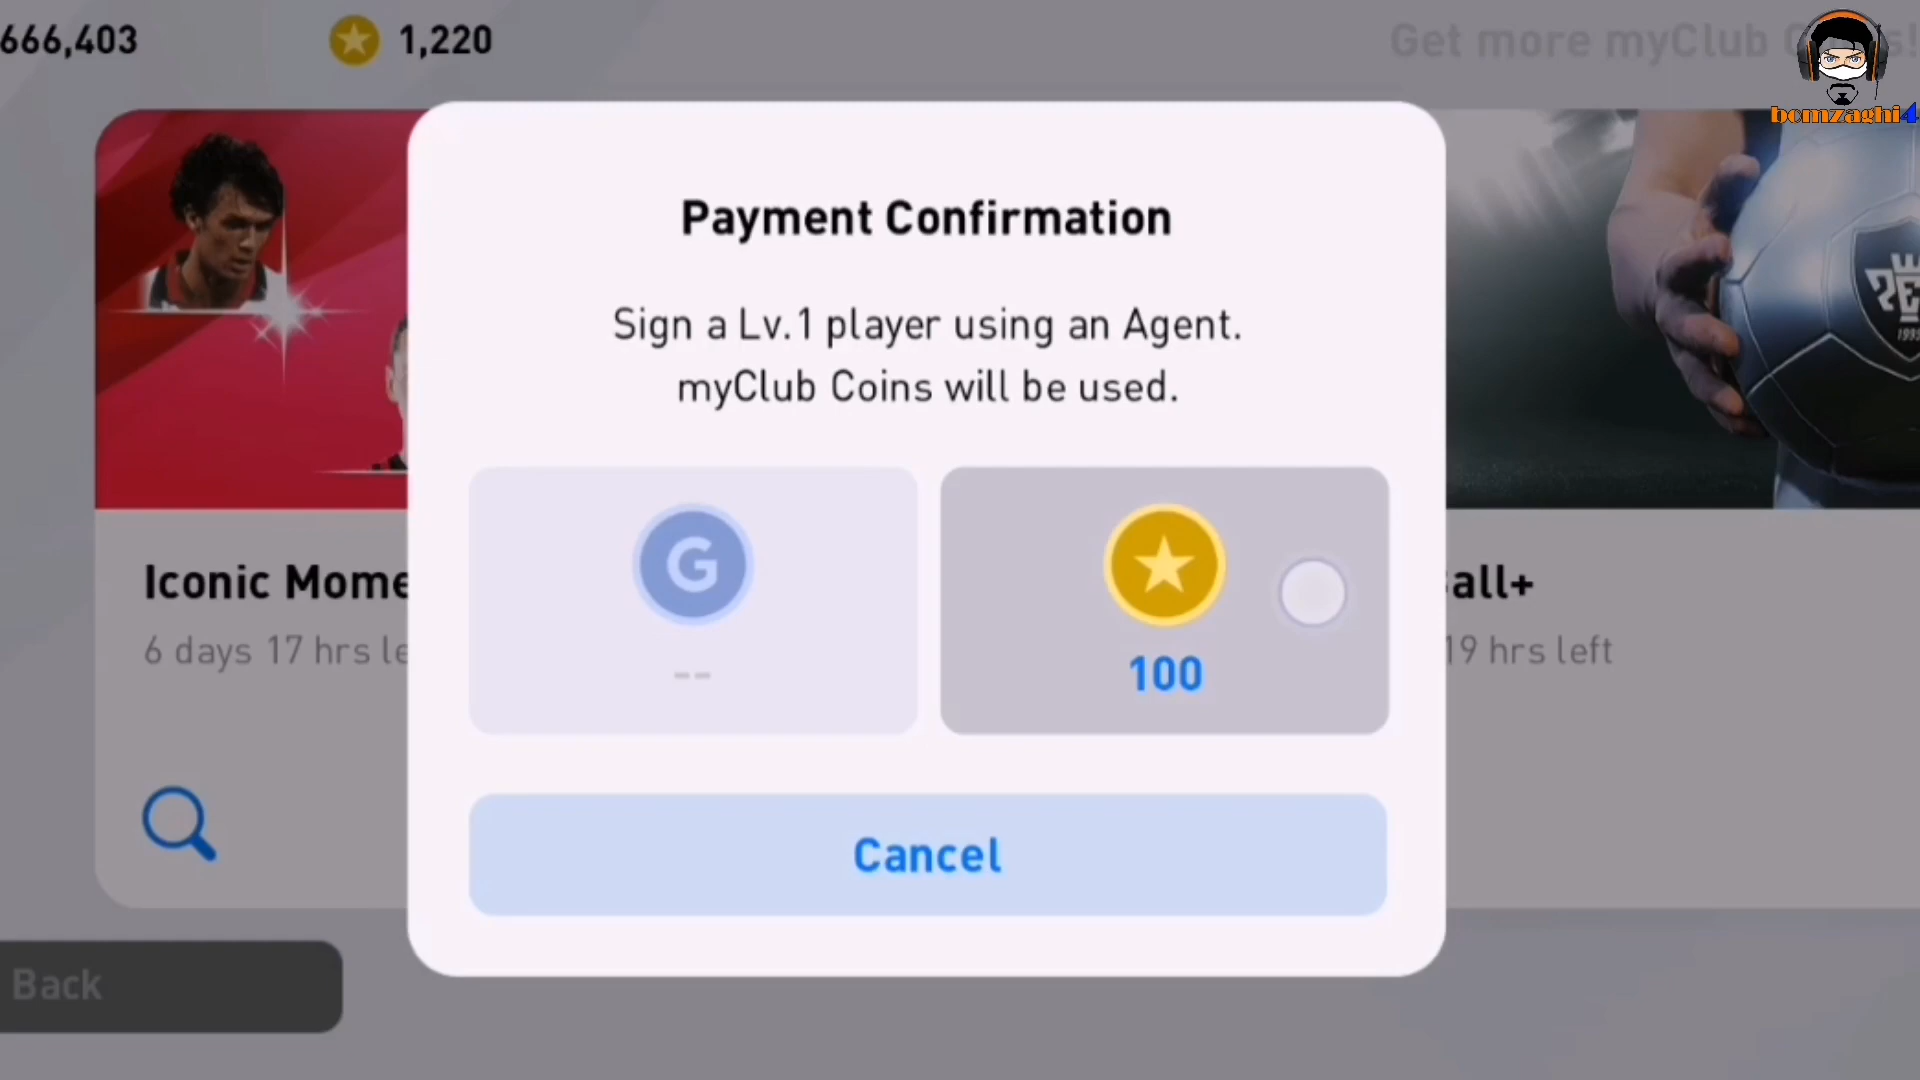 666,403
1,220
Get more myClub
bcmzaghi4
Payment Confirmation
Sign a Lv.1 player using an Agent.
myClub Coins will be used.
G
--
100
Cancel
Iconic Mome
6 days 17 hrs le
all+
19 hrs left
Back